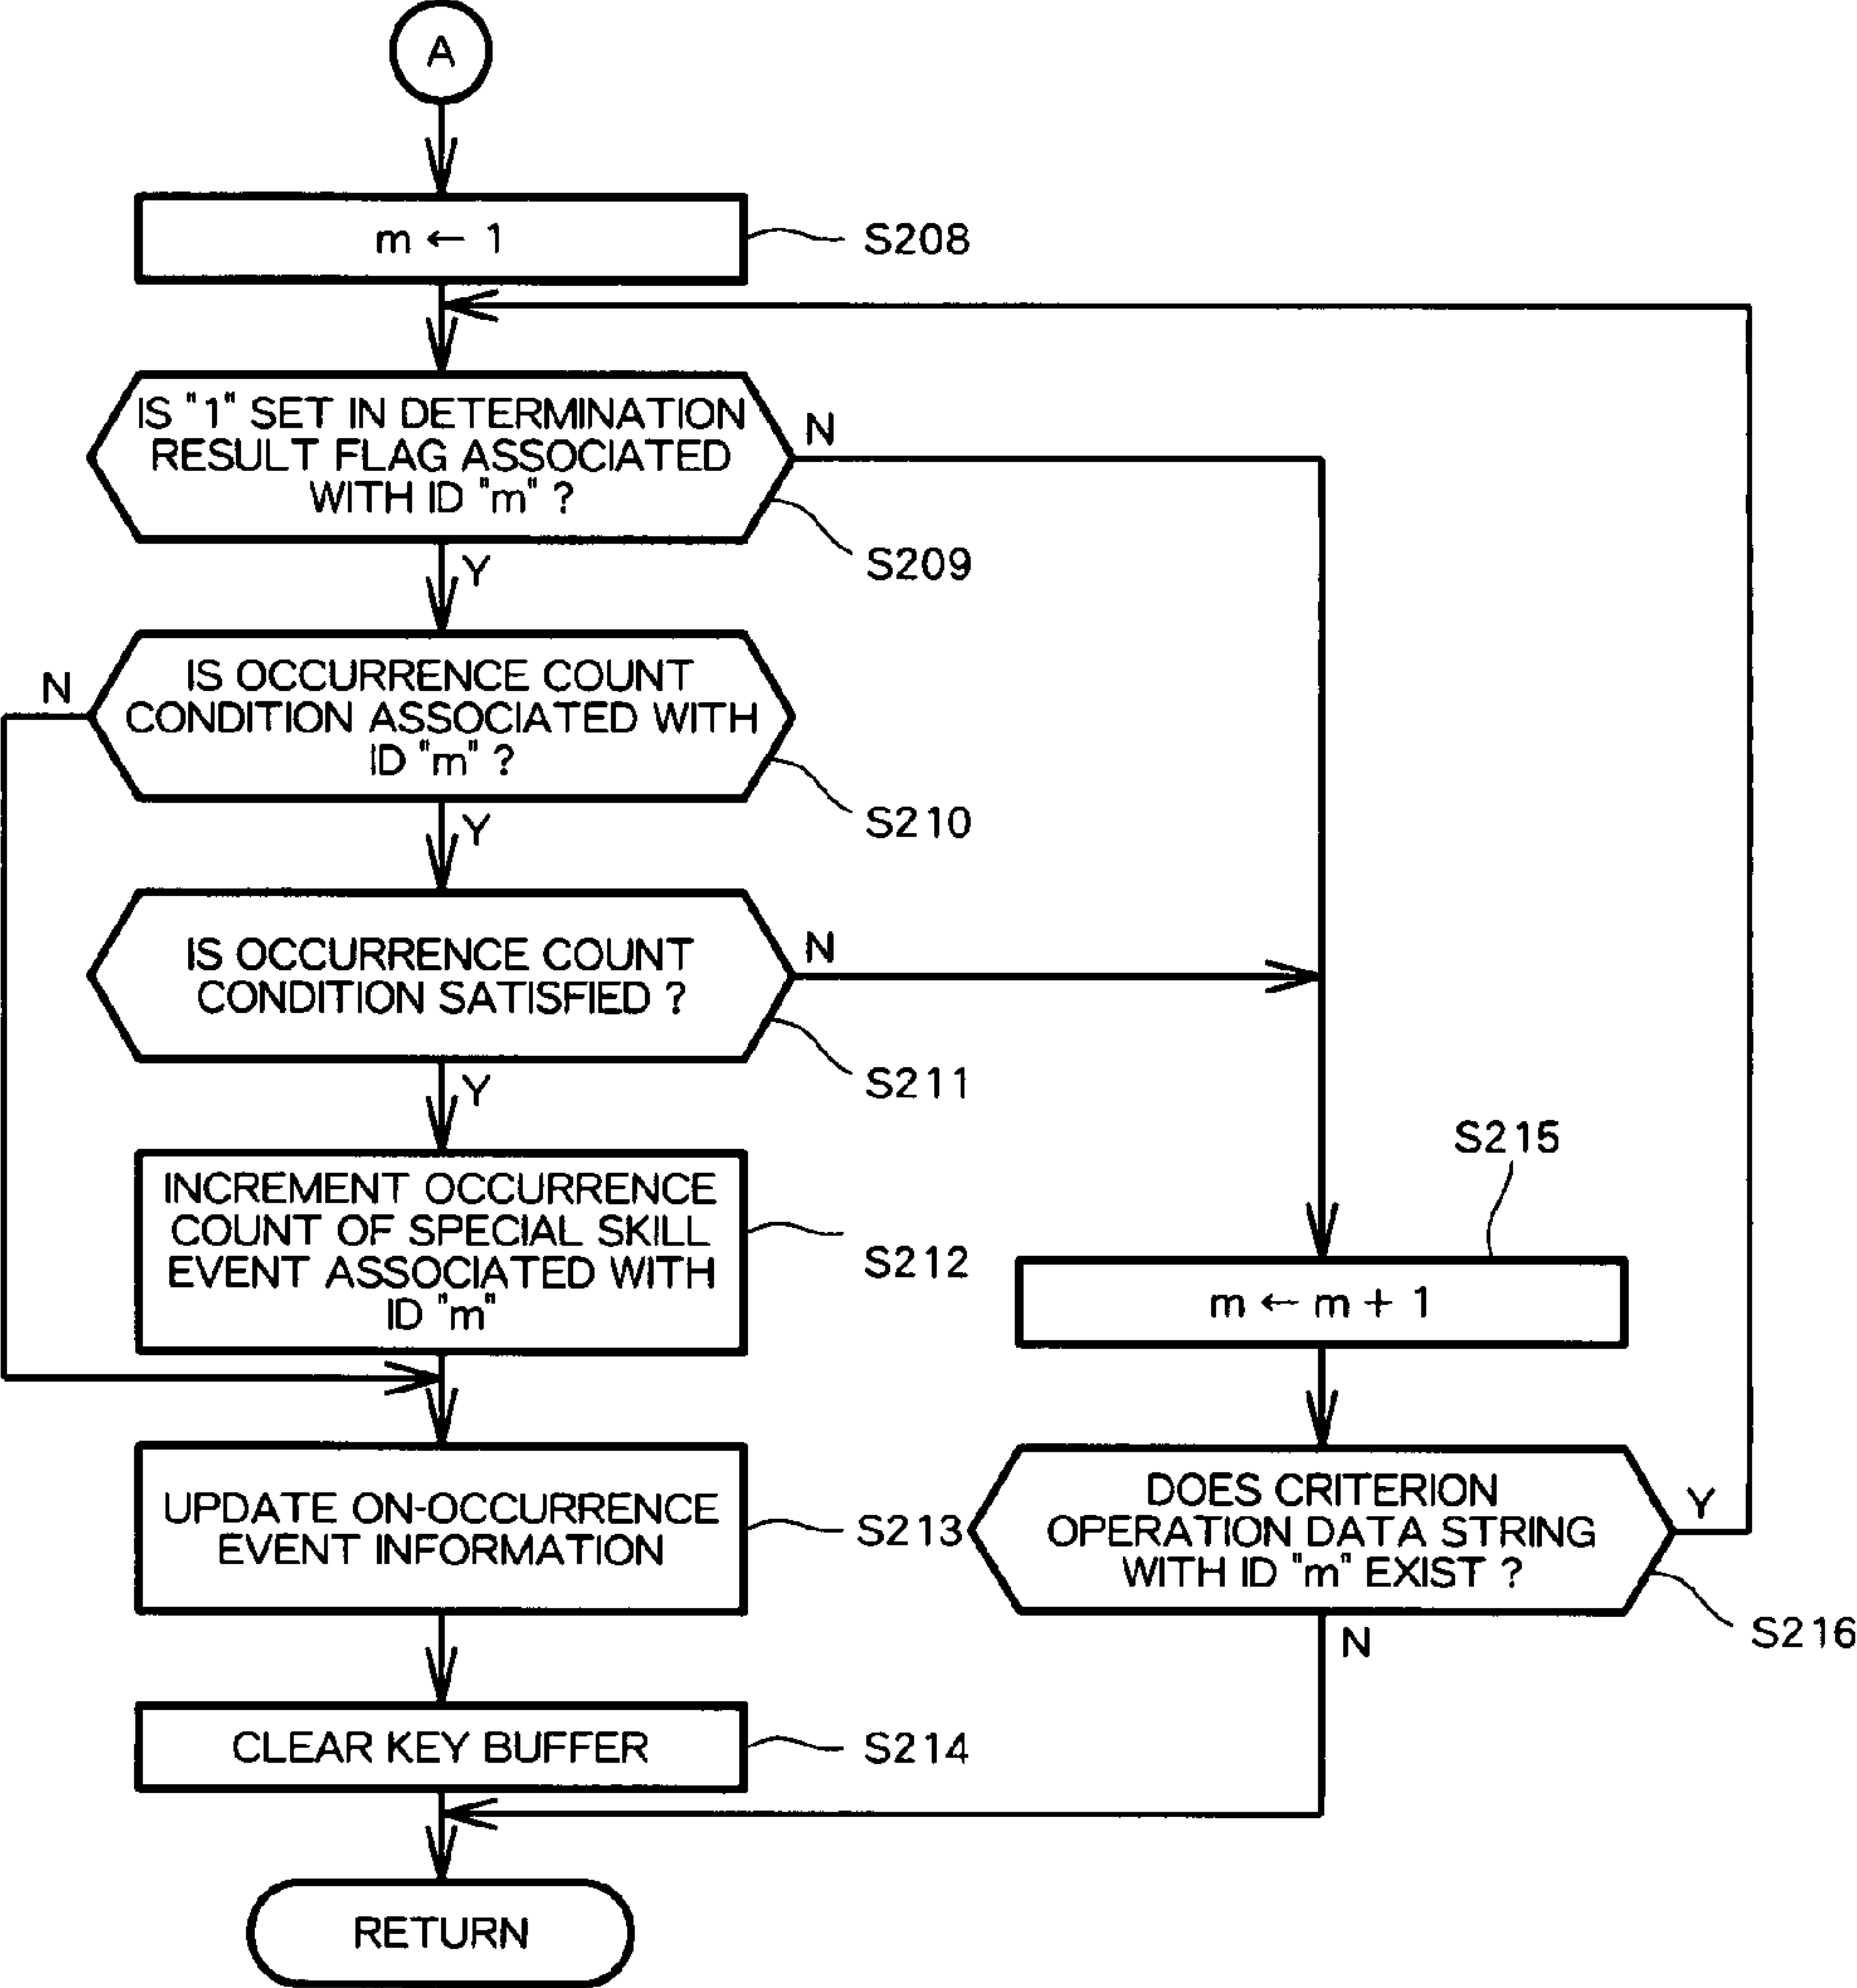 A
m ← 1
S208
IS "1" SET IN DETERMINATION
RESULT FLAG ASSOCIATED
WITH ID "m" ?
N
S209
Y
IS OCCURRENCE COUNT
CONDITION ASSOCIATED WITH
ID "m" ?
N
S210
Y
IS OCCURRENCE COUNT
CONDITION SATISFIED ?
N
S211
Y
INCREMENT OCCURRENCE
COUNT OF SPECIAL SKILL
EVENT ASSOCIATED WITH
ID "m"
S212
S215
m ← m + 1
UPDATE ON-OCCURRENCE
EVENT INFORMATION
S213
DOES CRITERION
OPERATION DATA STRING
WITH ID "m" EXIST ?
Y
S216
N
CLEAR KEY BUFFER
S214
RETURN